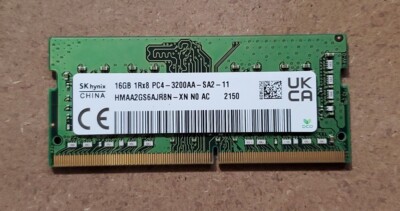 SK hynix
CHINA
16GB 1Rx8 PC4-3200AA-SA2-11
HMAA2GS6AJR8N-XN N0 AC 2150
CE
UK
CA